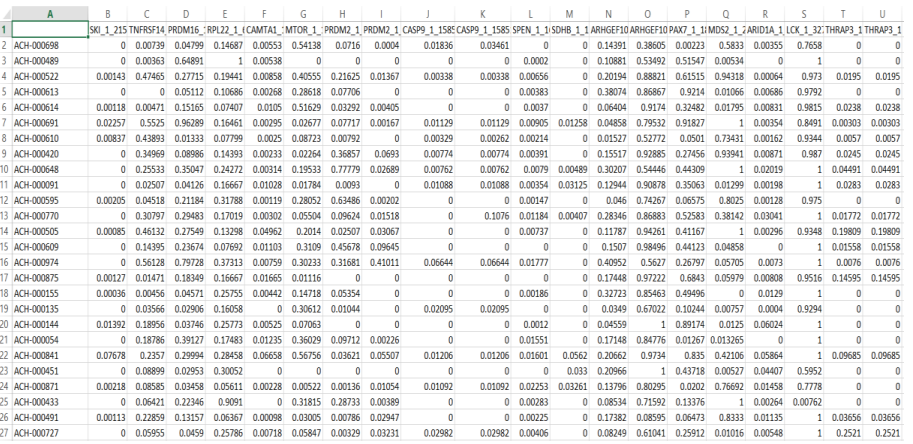 A B C D E F G H I J K L M N O P Q R S T U
1 SKI_1_215 TNFRSF14_ PRDM16_ RPL22_1_ CAMTA1_ MTOR_1_ PRDM2_1_ PRDM2_1_ CASP9_1_158 CASP9_1_1585 SPEN_1_1 SDHB_1_1 ARHGEF10 ARHGEF10 PAX7_1_1 MDS2_1_2 ARID1A_1_ LCK_1_32 THRAP3_1 THRAP3_1
2 ACH-000698 0 0.00739 0.04799 0.14687 0.00553 0.54138 0.0716 0.0004 0.01836 0.03461 0 0 0.14391 0.38605 0.00223 0.5833 0.00355 0.7658 0 0
3 ACH-000489 0 0.00363 0.64891 1 0.00538 0 0 0 0 0 0.0002 0 0.10881 0.53492 0.51547 0.00534 0 1 0 0
4 ACH-000522 0.00143 0.47465 0.27715 0.19441 0.00858 0.40555 0.21625 0.01367 0.00338 0.00338 0.00656 0 0.20194 0.88821 0.61515 0.94318 0.00064 0.973 0.0195 0.0195
5 ACH-000613 0 0 0.05112 0.10686 0.00268 0.28618 0.07706 0 0 0 0.00383 0 0.38074 0.86867 0.9214 0.01066 0.00686 0.9792 0 0
6 ACH-000614 0.00118 0.00471 0.15165 0.07407 0.0105 0.51629 0.03292 0.00405 0 0 0.0037 0 0.06404 0.9174 0.32482 0.01795 0.00831 0.9815 0.0238 0.0238
7 ACH-000691 0.02257 0.5525 0.96289 0.16461 0.00295 0.02677 0.07717 0.00167 0.01129 0.01129 0.00905 0.01258 0.04858 0.79532 0.91827 1 0.00354 0.8491 0.00303 0.00303
8 ACH-000610 0.00837 0.43893 0.01333 0.07799 0.0025 0.08723 0.00792 0 0.00329 0.00262 0.00214 0 0.01527 0.52772 0.0501 0.73431 0.00162 0.9344 0.0057 0.0057
9 ACH-000420 0 0.34969 0.08986 0.14393 0.00233 0.02264 0.36857 0.0693 0.00774 0.00774 0.00391 0 0.15517 0.92885 0.27456 0.93941 0.00871 0.987 0.0245 0.0245
10 ACH-000648 0 0.25533 0.35047 0.24272 0.00314 0.19533 0.77779 0.02689 0.00762 0.00762 0.0079 0.00489 0.30207 0.54446 0.44309 1 0.02019 1 0.04491 0.04491
11 ACH-000091 0 0.02507 0.04126 0.16667 0.01028 0.01784 0.0093 0 0.01088 0.01088 0.00354 0.03125 0.12944 0.90878 0.35063 0.01299 0.00198 1 0.0283 0.0283
12 ACH-000595 0.00205 0.04518 0.21184 0.31788 0.00119 0.28052 0.63486 0.00202 0 0 0.00147 0 0.046 0.74267 0.06575 0.8025 0.00128 0.975 0 0
13 ACH-000770 0 0.30797 0.29483 0.17019 0.00302 0.05504 0.09624 0.01518 0 0.1076 0.01184 0.00407 0.28346 0.86883 0.52583 0.38142 0.03041 1 0.01772 0.01772
14 ACH-000505 0.00085 0.46132 0.27549 0.13298 0.04962 0.2014 0.02507 0.03067 0 0 0.00737 0 0.11787 0.94261 0.41167 1 0.00296 0.9348 0.19809 0.19809
15 ACH-000609 0 0.14395 0.23674 0.07692 0.01103 0.3109 0.45678 0.09645 0 0 0 0 0.1507 0.98496 0.44123 0.04858 0 1 0.01558 0.01558
16 ACH-000974 0 0.56128 0.79728 0.37313 0.00759 0.30233 0.31681 0.41011 0.06644 0.06644 0.01777 0 0.40952 0.5627 0.26797 0.05705 0.0073 1 0.0076 0.0076
17 ACH-000875 0.00127 0.01471 0.18349 0.16667 0.01665 0.01116 0 0 0 0 0 0 0.17448 0.97222 0.6843 0.05979 0.00808 0.9516 0.14595 0.14595
18 ACH-000155 0.00036 0.00456 0.04571 0.25755 0.00442 0.14718 0.05354 0 0 0 0.00186 0 0.32723 0.85463 0.49496 0 0.0129 1 0 0
19 ACH-000135 0 0.03566 0.02906 0.16058 0 0.30612 0.01044 0 0.02095 0.02095 0 0 0.0349 0.67022 0.10244 0.00757 0.0004 0.9294 0 0
20 ACH-000144 0.01392 0.18956 0.03746 0.25773 0.00525 0.07063 0 0 0 0 0.0012 0 0.04559 1 0.89174 0.0125 0.06024 1 0 0
21 ACH-000054 0 0.18786 0.39127 0.17483 0.01235 0.36029 0.09712 0.00226 0 0 0.01551 0 0.17148 0.84776 0.01267 0.013265 0 1 0 0
22 ACH-000841 0.07678 0.2357 0.29994 0.28458 0.06658 0.56756 0.03621 0.05507 0.01206 0.01206 0.01601 0.0562 0.20662 0.9734 0.835 0.42106 0.05864 1 0.09685 0.09685
23 ACH-000451 0 0.08899 0.02953 0.30052 0 0 0 0 0 0 0 0.033 0.20966 1 0.43718 0.00527 0.04407 0.5952 0 0
24 ACH-000871 0.00218 0.08585 0.03458 0.05611 0.00228 0.00522 0.00136 0.01054 0.01092 0.01092 0.02253 0.03261 0.13796 0.80295 0.0202 0.76692 0.01458 0.7778 0 0
25 ACH-000433 0 0.06421 0.22346 0.9091 0 0.31815 0.28733 0.00389 0 0 0.00283 0 0.08534 0.71592 0.13376 1 0.00264 0.00762 0 0
26 ACH-000491 0.00113 0.22859 0.13157 0.06367 0.00098 0.03005 0.00786 0.02947 0 0 0.00225 0 0.17382 0.08595 0.06473 0.8333 0.01135 1 0.03656 0.03656
27 ACH-000727 0 0.05955 0.0459 0.25786 0.00718 0.05847 0.00329 0.03231 0.02982 0.02982 0.00406 0 0.08249 0.61041 0.25912 0.01016 0.00548 1 0.2521 0.2521